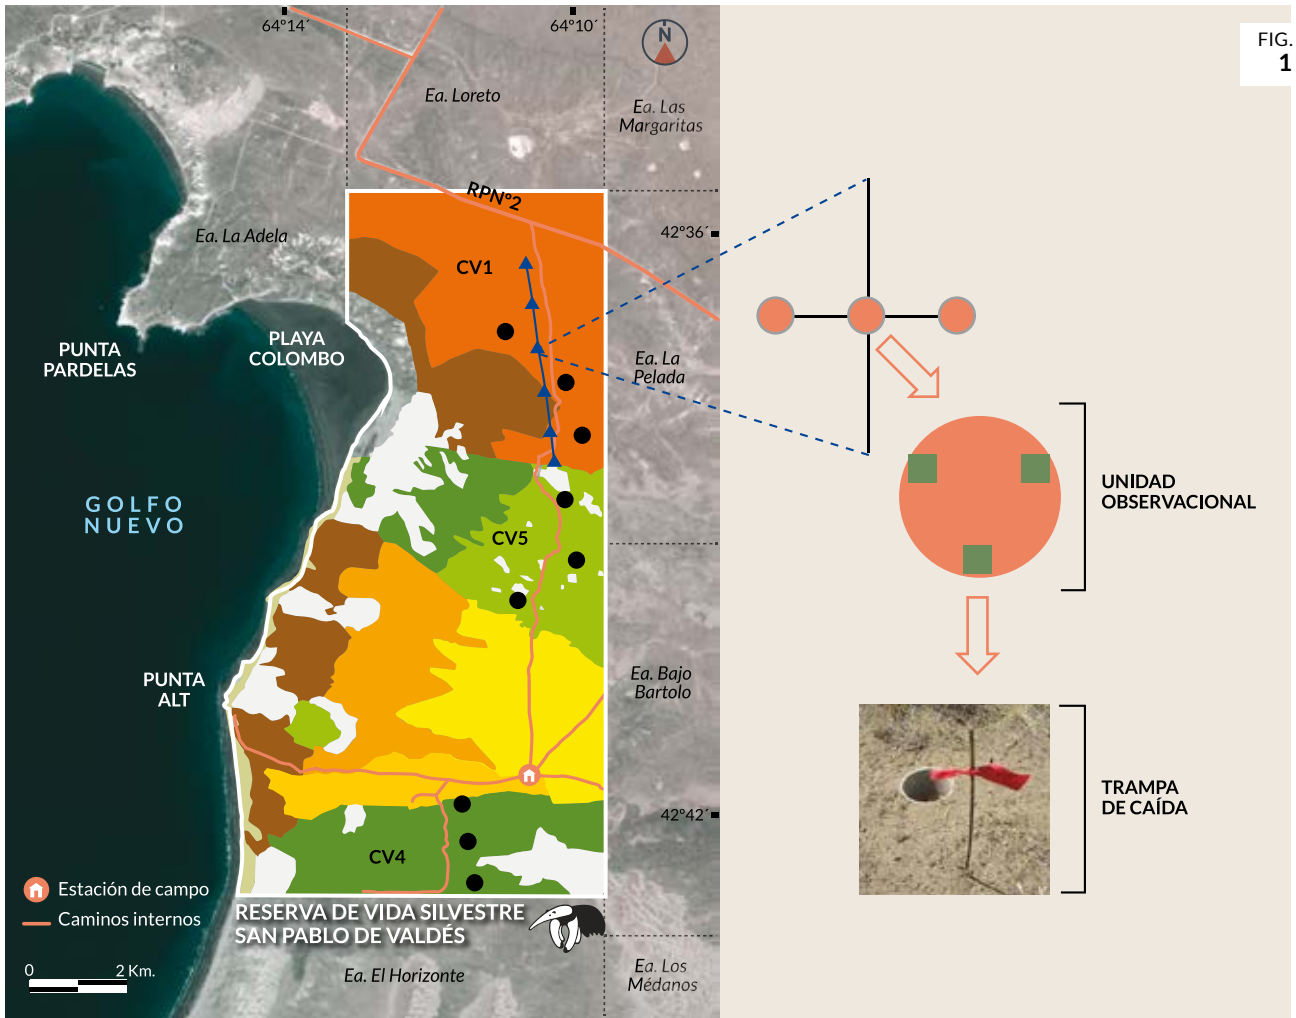 64°14´
64°10´
N
FIG.
1
Ea. Loreto
Ea. Las
Margaritas
RPNº2
Ea. La Adela
42°36´
CV1
PUNTA
PARDELAS
PLAYA
COLOMBO
Ea. La
Pelada
GOLFO
NUEVO
CV5
UNIDAD
OBSERVACIONAL
PUNTA
ALT
Ea. Bajo
Bartolo
TRAMPA
DE CAÍDA
42°42´
CV4
Estación de campo
Caminos internos
RESERVA DE VIDA SILVESTRE
SAN PABLO DE VALDÉS
0 2 Km.
Ea. El Horizonte
Ea. Los
Médanos